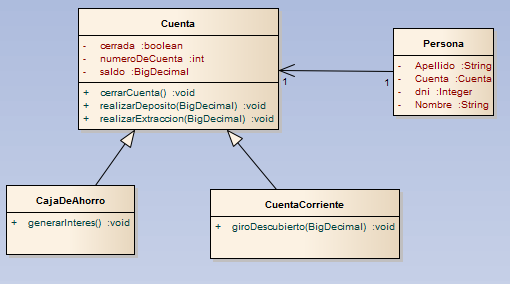 Cuenta
- cerrada :boolean
- numeroDeCuenta :int
- saldo :BigDecimal
+ cerrarCuenta() :void
+ realizarDeposito(BigDecimal) :void
+ realizarExtraccion(BigDecimal) :void
Persona
- Apellido :String
- Cuenta :Cuenta
- dni :Integer
- Nombre :String
1
1
CajaDeAhorro
+ generarInteres() :void
CuentaCorriente
+ giroDescubierto(BigDecimal) :void